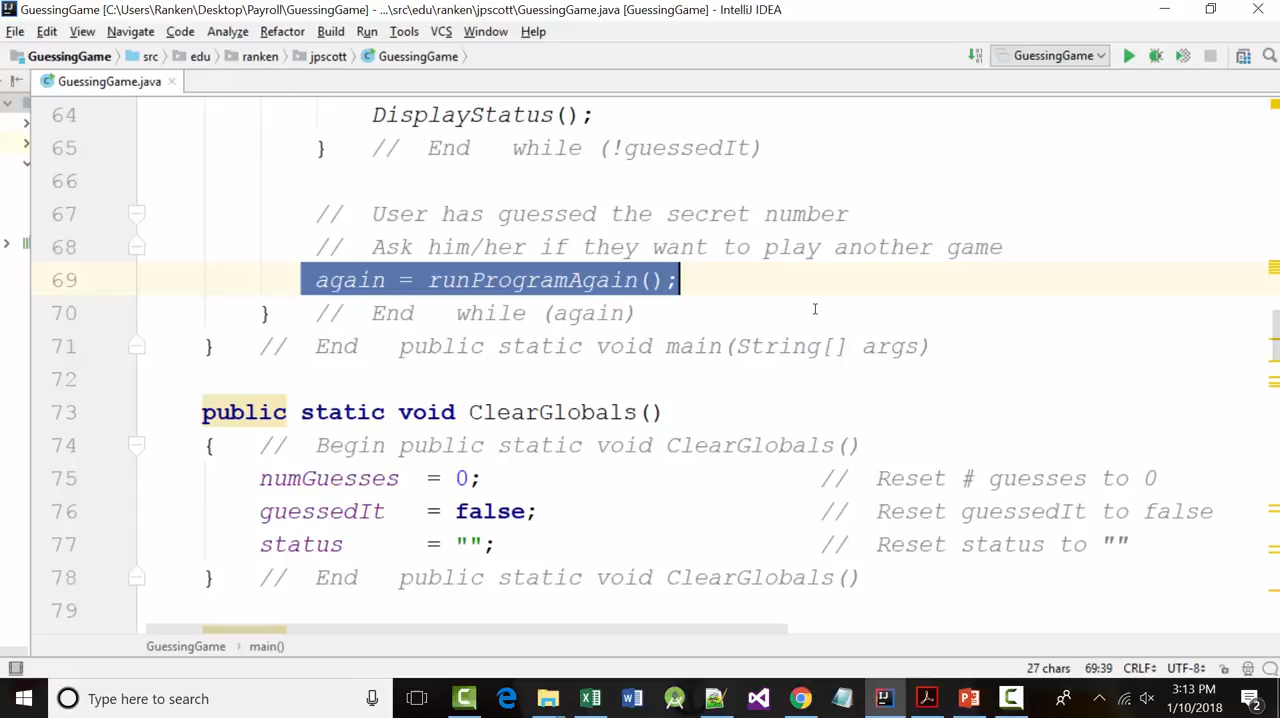 GuessingGame [C:\Users\Ranken\Desktop\Payroll\GuessingGame] - ...\src\edu\ranken\jpscott\GuessingGame.java [GuessingGame] - IntelliJ IDEA
File Edit View Navigate Code Analyze Refactor Build Run Tools VCS Window Help
GuessingGame src edu ranken jpscott GuessingGame GuessingGame
GuessingGame.java
64 DisplayStatus();
65 } // End while (!guessedIt)
66
67 // User has guessed the secret number
68 // Ask him/her if they want to play another game
69 again = runProgramAgain();
70 } // End while (again)
71 } // End public static void main(String[] args)
72
73 public static void ClearGlobals()
74 { // Begin public static void ClearGlobals()
75 numGuesses = 0; // Reset # guesses to 0
76 guessedIt = false; // Reset guessedIt to false
77 status = ""; // Reset status to ""
78 } // End public static void ClearGlobals()
79
GuessingGame main()
27 chars 69:39 CRLF UTF-8
Type here to search
3:13 PM
1/10/2018
2